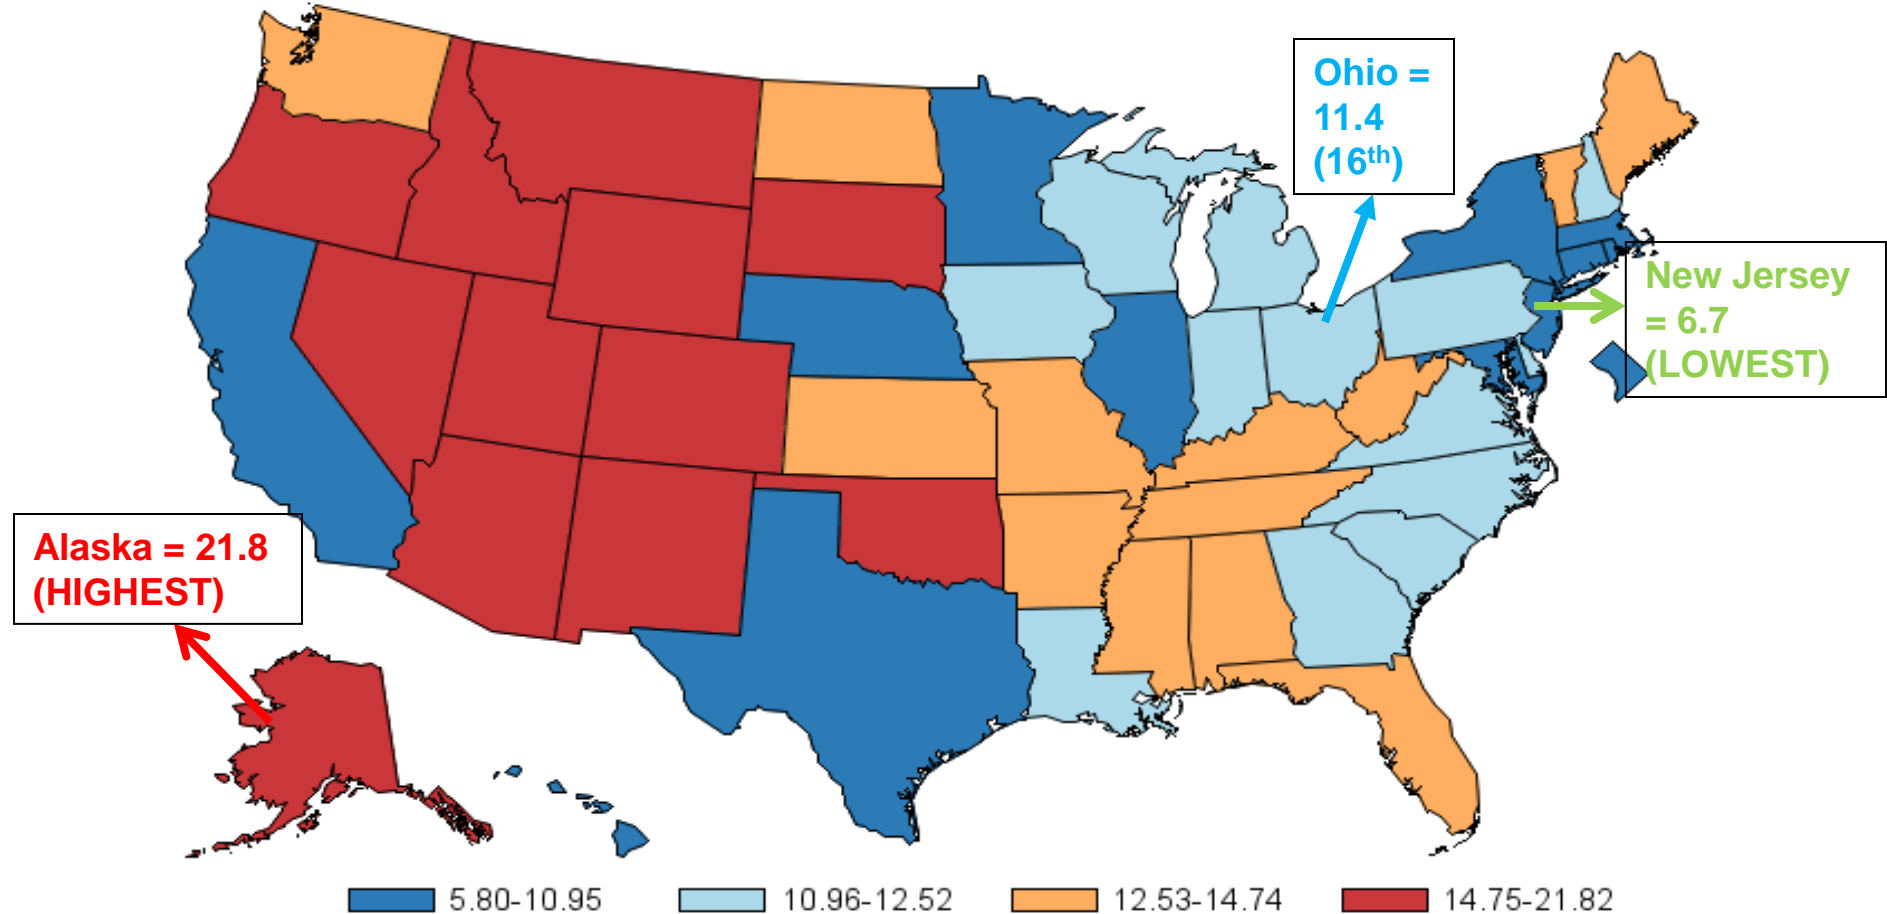 Ohio =
11.4
(16th)
New Jersey
= 6.7
(LOWEST)
Alaska = 21.8
(HIGHEST)
5.80-10.95 10.96-12.52 12.53-14.74 14.75-21.82